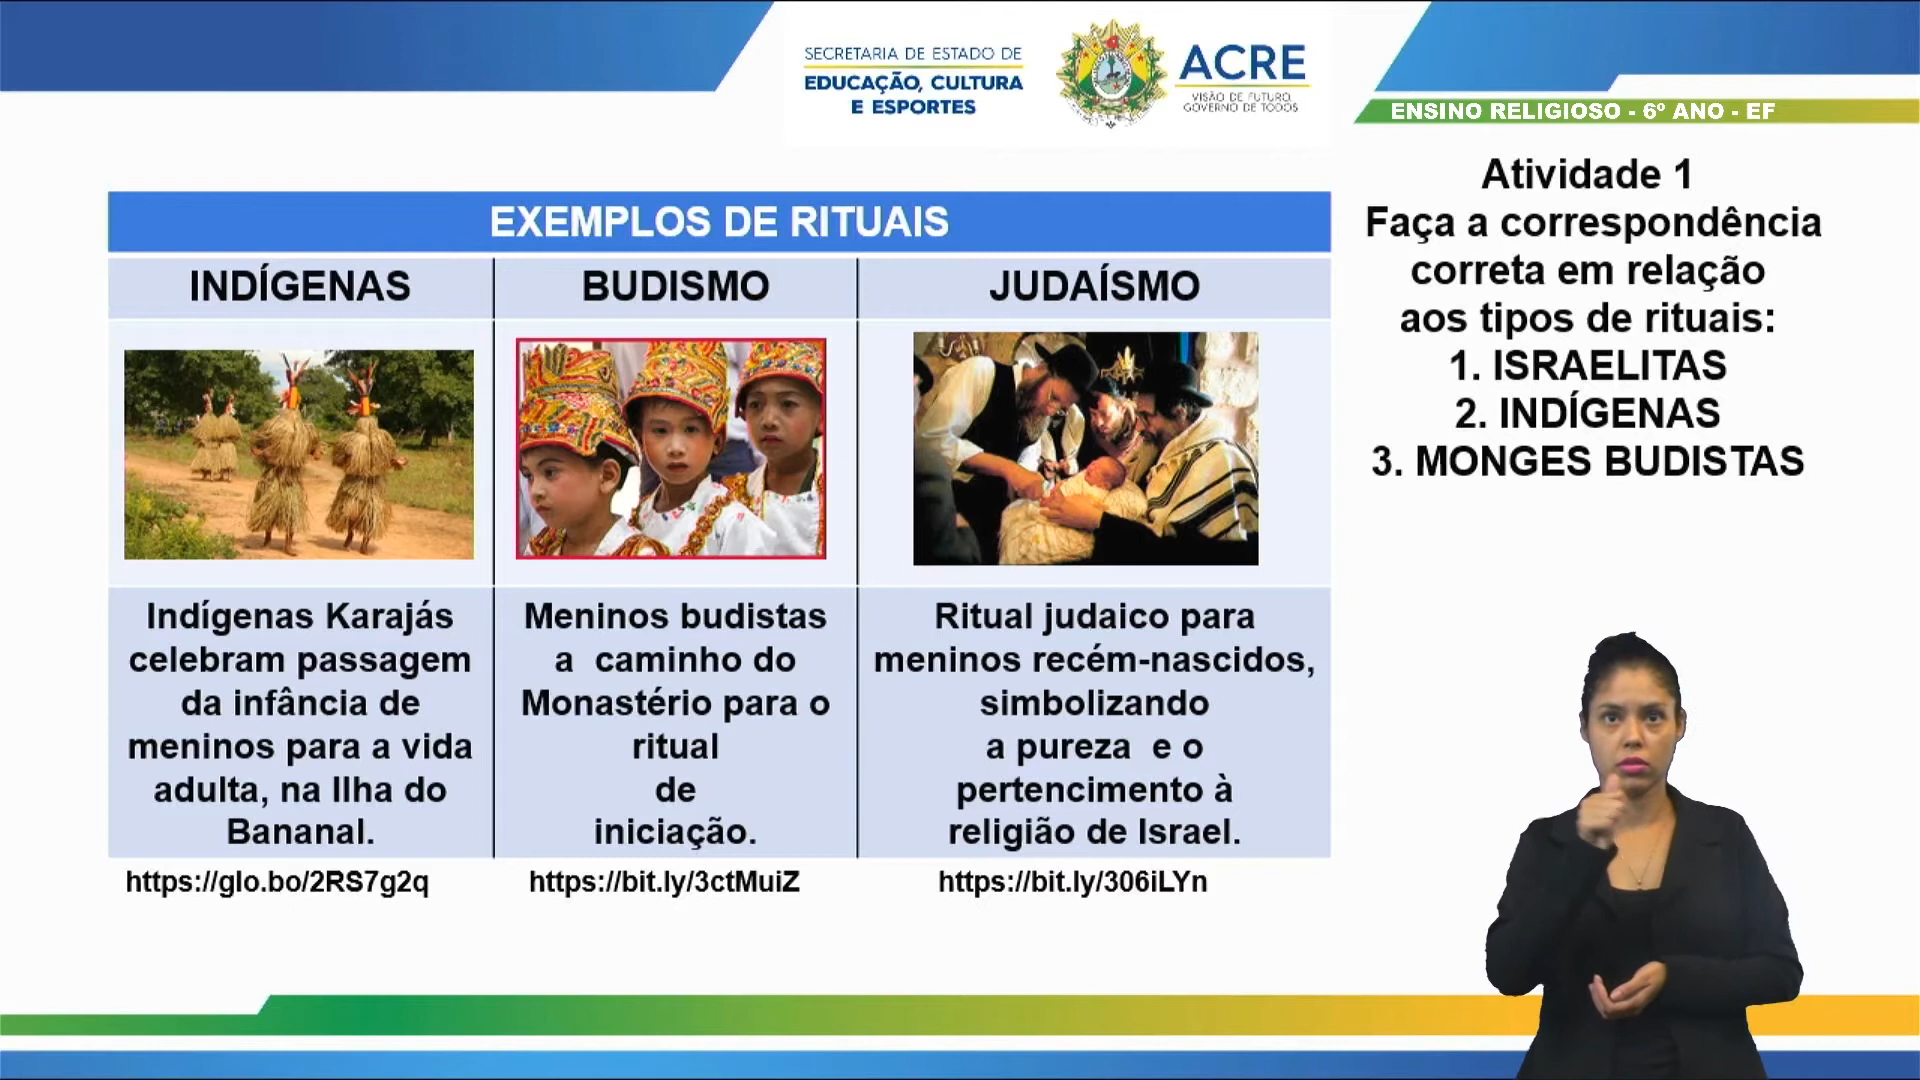 SECRETARIA DE ESTADO DE
EDUCAÇÃO, CULTURA
E ESPORTES
ACRE
VISÃO DE FUTURO,
GOVERNO DE TODOS
ENSINO RELIGIOSO - 6º ANO - EF
EXEMPLOS DE RITUAIS
INDÍGENAS
BUDISMO
JUDAÍSMO
Indígenas Karajás
celebram passagem
da infância de
meninos para a vida
adulta, na Ilha do
Bananal.
Meninos budistas
a caminho do
Monastério para o
ritual
de
iniciação.
Ritual judaico para
meninos recém-nascidos,
simbolizando
a pureza e o
pertencimento à
religião de Israel.
https://glo.bo/2RS7g2q
https://bit.ly/3ctMuiZ
https://bit.ly/306iLYn
Atividade 1
Faça a correspondência
correta em relação
aos tipos de rituais:
1. ISRAELITAS
2. INDÍGENAS
3. MONGES BUDISTAS